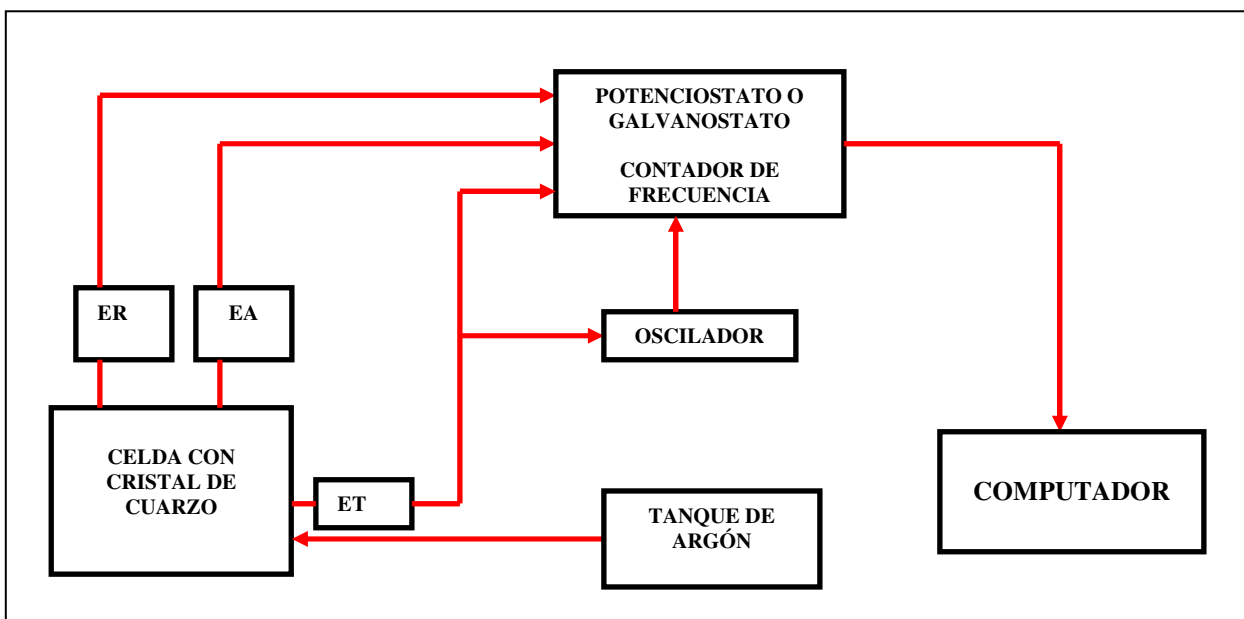 POTENCIOSTATO O
GALVANOSTATO
CONTADOR DE
FRECUENCIA
ER
EA
OSCILADOR
CELDA CON
CRISTAL DE
CUARZO
ET
TANQUE DE
ARGÓN
COMPUTADOR